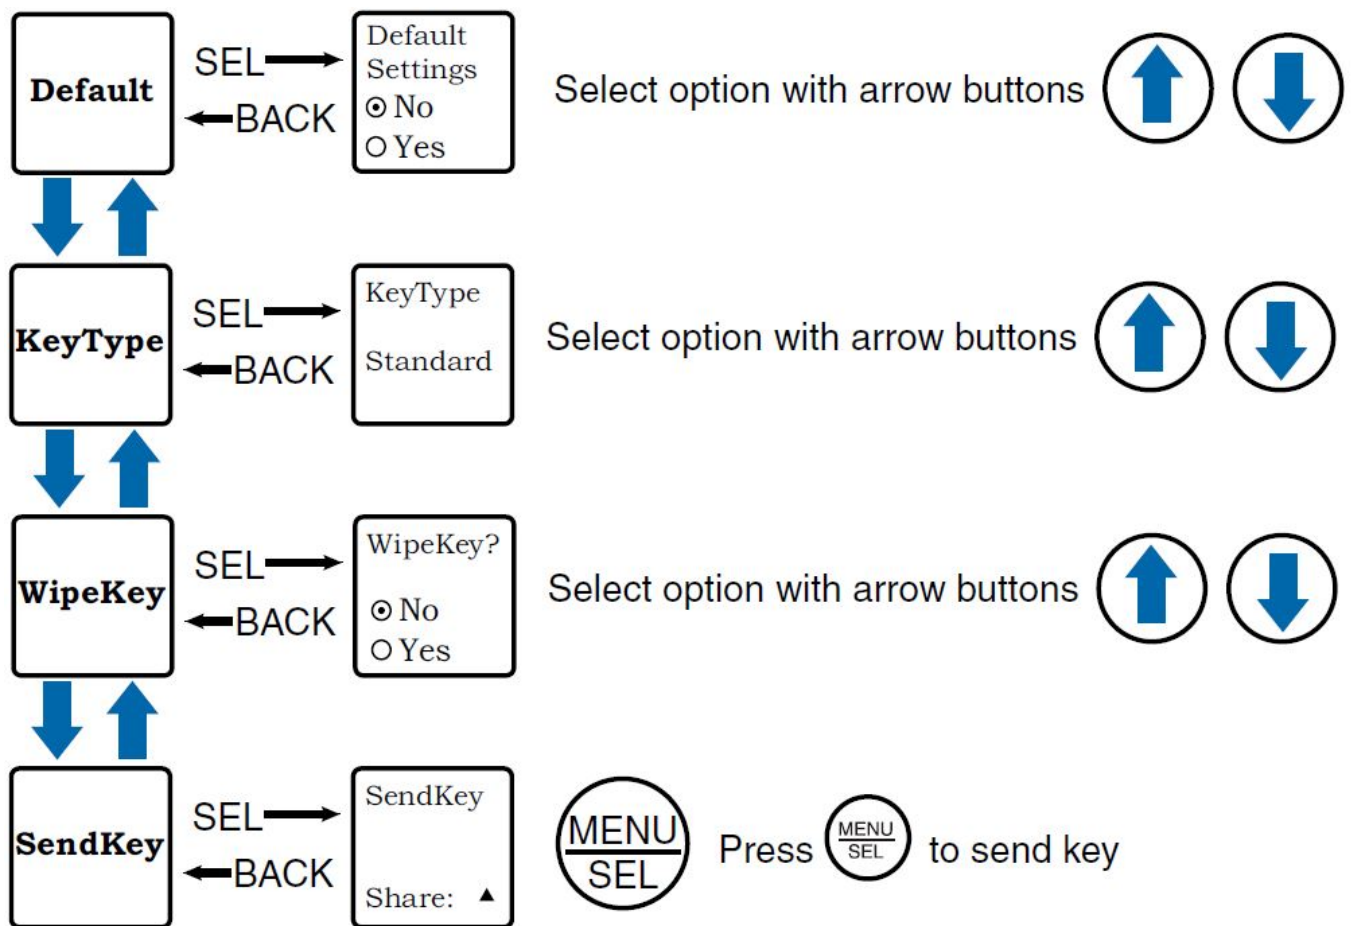 Default
SEL
BACK
Default
Settings
No
Yes
Select option with arrow buttons
KeyType
SEL
BACK
KeyType
Standard
Select option with arrow buttons
WipeKey
SEL
BACK
WipeKey?
No
Yes
Select option with arrow buttons
SendKey
SEL
BACK
SendKey
Share: ▲
MENU
SEL
Press MENU SEL to send key